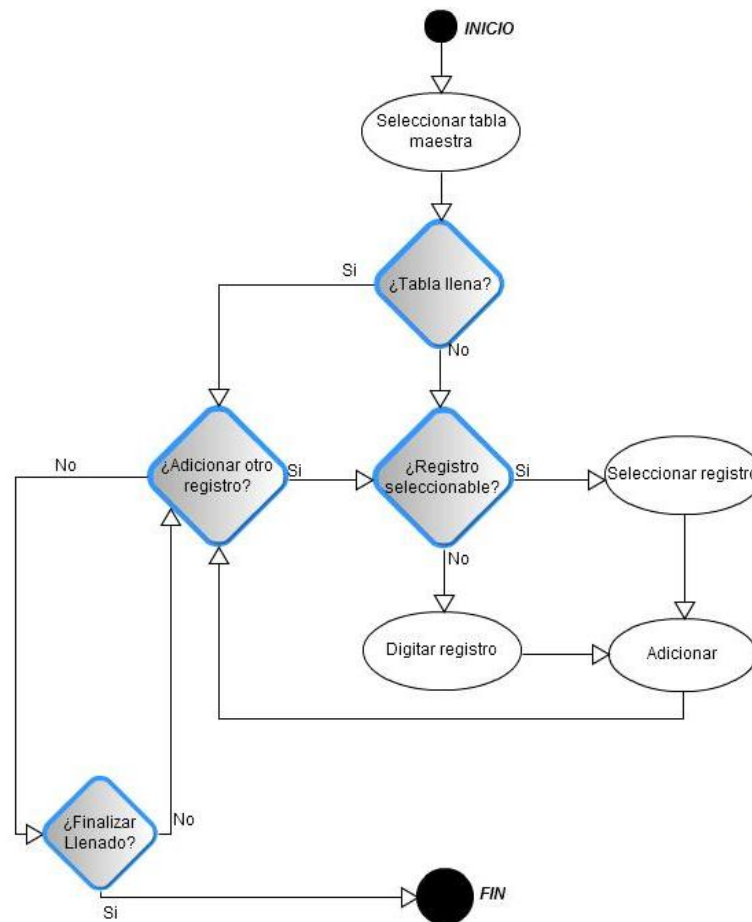 INICIO
Seleccionar tabla
maestra
¿Tabla llena?
Si
No
¿Adicionar otro
registro?
No
Si
¿Registro
seleccionable?
Si
No
Seleccionar registro
Digitar registro
Adicionar
¿Finalizar
Llenado?
No
Si
FIN